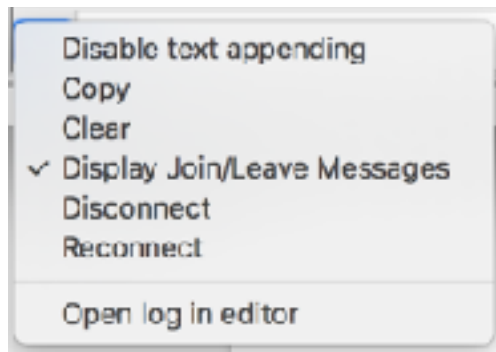 Disable text appending
Copy
Clear
✓ Display Join/Leave Messages
Disconnect
Reconnect
Open log in editor